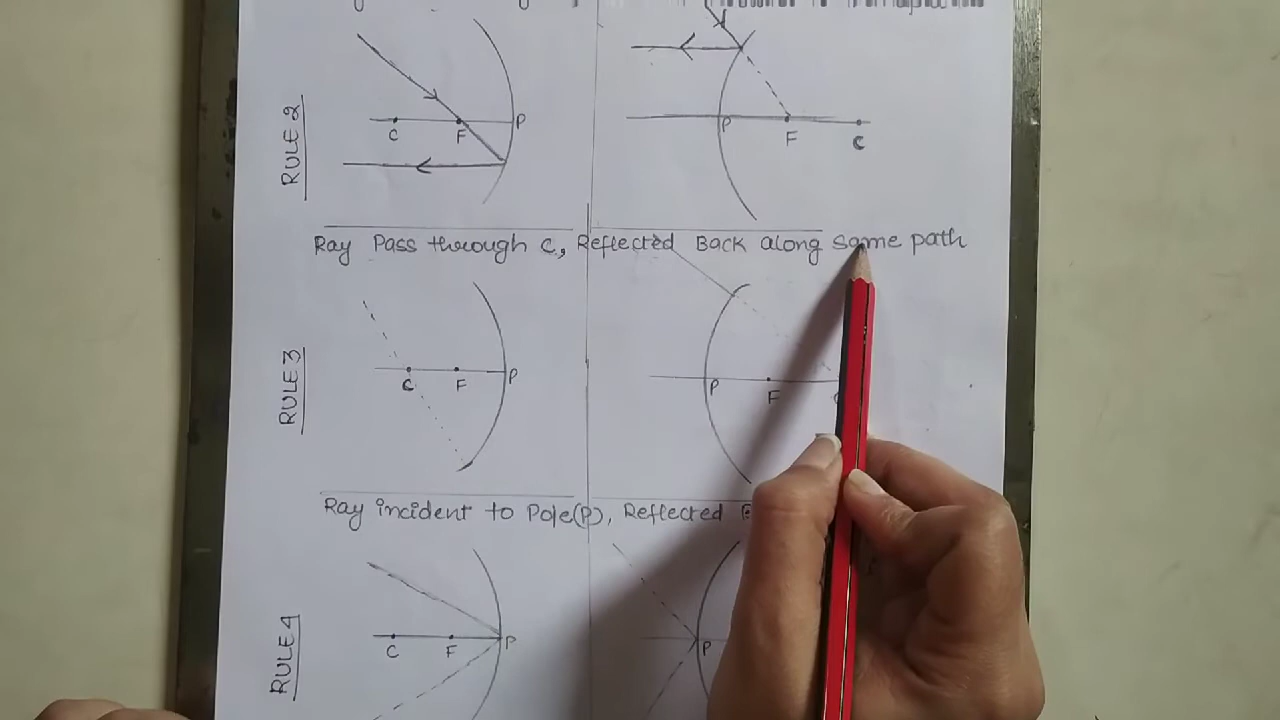 RULE 2
C F P
P F C
Ray Pass through C, Reflected Back along same path
RULE 3
C F P
P F
Ray incident to Pole(P), Reflected
RULE 4
C F P
P